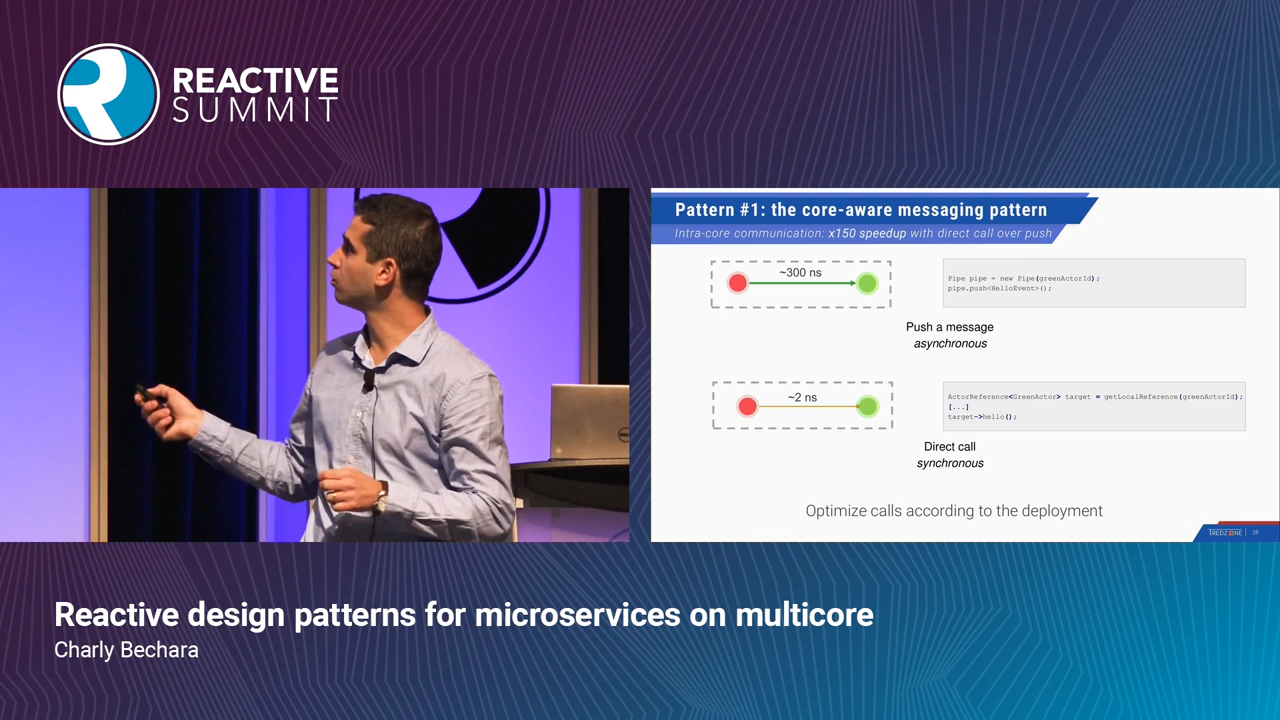 REACTIVE
SUMMIT
Pattern #1: the core-aware messaging pattern
Intra-core communication: x150 speedup with direct call over push
~300 ns
Pipe pipe = new Pipe(greenActorId);
pipe.push<HelloEvent>();
Push a message
asynchronous
~2 ns
ActorReference<GreenActor> target = getLocalReference(greenActorId);
[...]
target->hello();
Direct call
synchronous
Optimize calls according to the deployment
TREDZONE | 28
DELL
Reactive design patterns for microservices on multicore
Charly Bechara